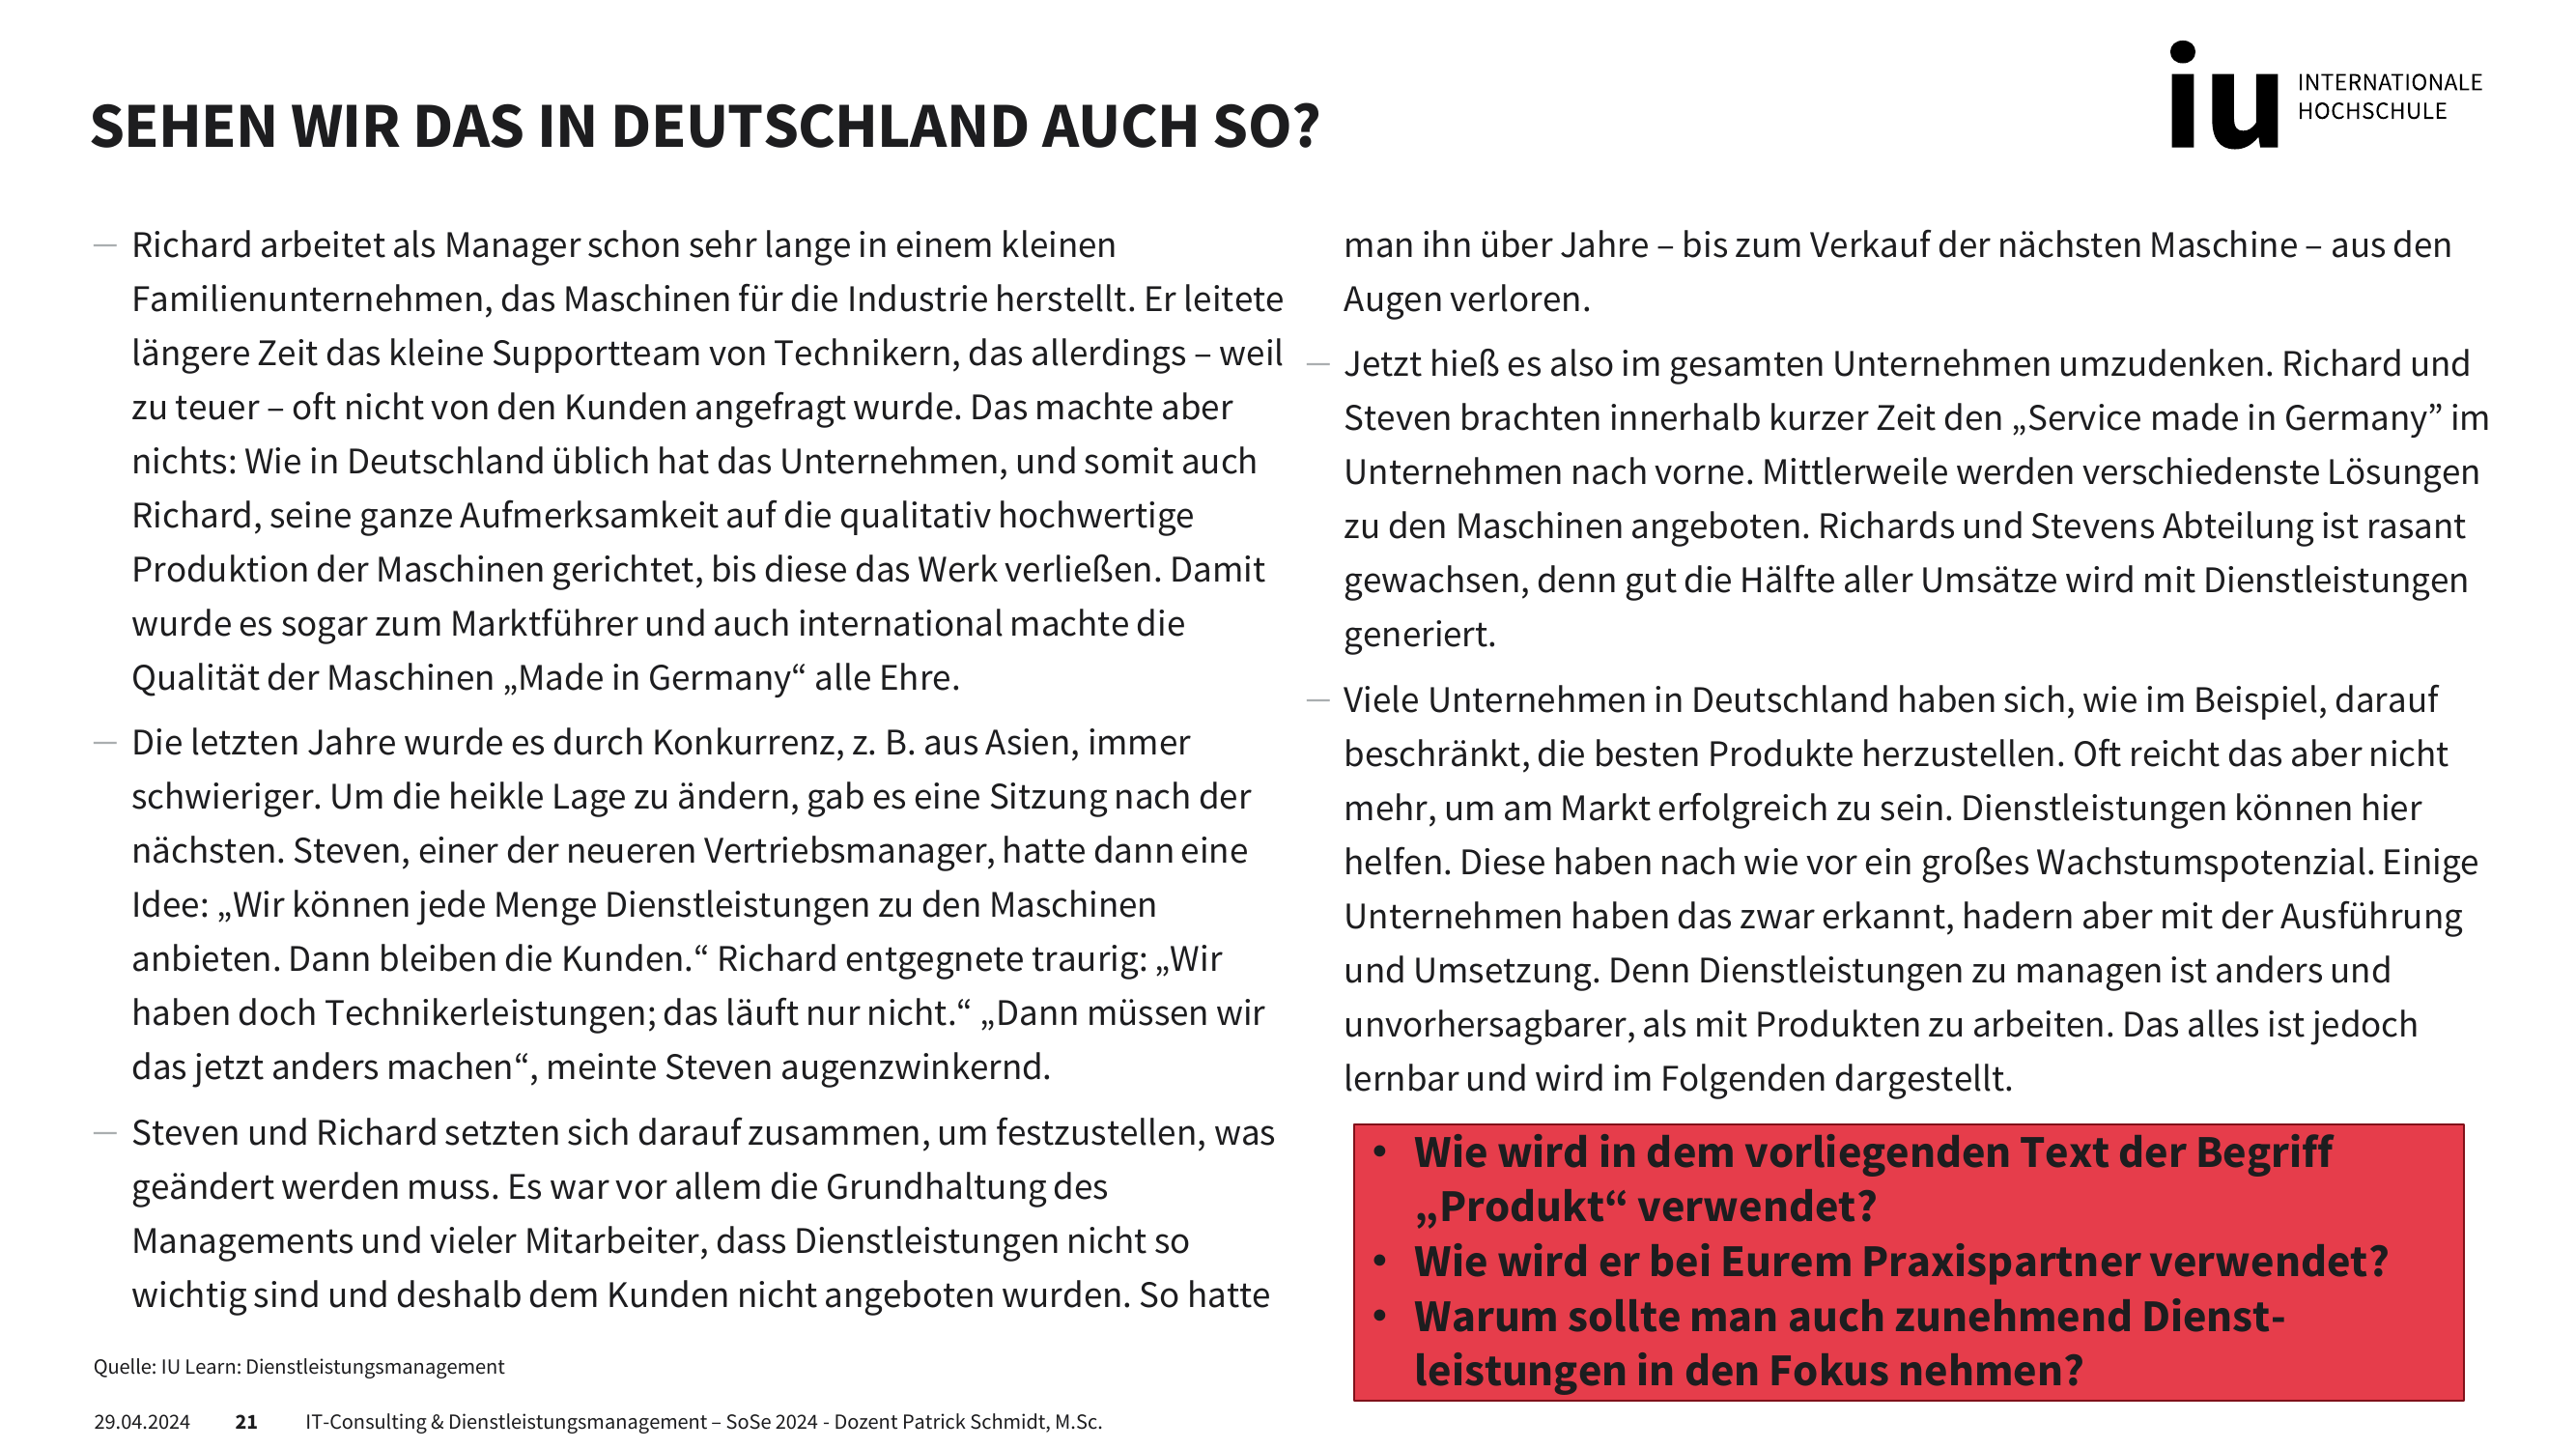 SEHEN WIR DAS IN DEUTSCHLAND AUCH SO?
iu INTERNATIONALE
HOCHSCHULE
— Richard arbeitet als Manager schon sehr lange in einem kleinen
Familienunternehmen, das Maschinen für die Industrie herstellt. Er leitete
längere Zeit das kleine Supportteam von Technikern, das allerdings – weil
zu teuer – oft nicht von den Kunden angefragt wurde. Das machte aber
nichts: Wie in Deutschland üblich hat das Unternehmen, und somit auch
Richard, seine ganze Aufmerksamkeit auf die qualitativ hochwertige
Produktion der Maschinen gerichtet, bis diese das Werk verließen. Damit
wurde es sogar zum Marktführer und auch international machte die
Qualität der Maschinen „Made in Germany“ alle Ehre.
— Die letzten Jahre wurde es durch Konkurrenz, z. B. aus Asien, immer
schwieriger. Um die heikle Lage zu ändern, gab es eine Sitzung nach der
nächsten. Steven, einer der neueren Vertriebsmanager, hatte dann eine
Idee: „Wir können jede Menge Dienstleistungen zu den Maschinen
anbieten. Dann bleiben die Kunden.“ Richard entgegnete traurig: „Wir
haben doch Technikerleistungen; das läuft nur nicht.“ „Dann müssen wir
das jetzt anders machen“, meinte Steven augenzwinkernd.
— Steven und Richard setzten sich darauf zusammen, um festzustellen, was
geändert werden muss. Es war vor allem die Grundhaltung des
Managements und vieler Mitarbeiter, dass Dienstleistungen nicht so
wichtig sind und deshalb dem Kunden nicht angeboten wurden. So hatte
man ihn über Jahre – bis zum Verkauf der nächsten Maschine – aus den
Augen verloren.
— Jetzt hieß es also im gesamten Unternehmen umzudenken. Richard und
Steven brachten innerhalb kurzer Zeit den „Service made in Germany” im
Unternehmen nach vorne. Mittlerweile werden verschiedenste Lösungen
zu den Maschinen angeboten. Richards und Stevens Abteilung ist rasant
gewachsen, denn gut die Hälfte aller Umsätze wird mit Dienstleistungen
generiert.
— Viele Unternehmen in Deutschland haben sich, wie im Beispiel, darauf
beschränkt, die besten Produkte herzustellen. Oft reicht das aber nicht
mehr, um am Markt erfolgreich zu sein. Dienstleistungen können hier
helfen. Diese haben nach wie vor ein großes Wachstumspotenzial. Einige
Unternehmen haben das zwar erkannt, hadern aber mit der Ausführung
und Umsetzung. Denn Dienstleistungen zu managen ist anders und
unvorhersagbarer, als mit Produkten zu arbeiten. Das alles ist jedoch
lernbar und wird im Folgenden dargestellt.
• Wie wird in dem vorliegenden Text der Begriff
„Produkt“ verwendet?
• Wie wird er bei Eurem Praxispartner verwendet?
• Warum sollte man auch zunehmend Dienst-
leistungen in den Fokus nehmen?
Quelle: IU Learn: Dienstleistungsmanagement
29.04.2024 21 IT-Consulting & Dienstleistungsmanagement – SoSe 2024 - Dozent Patrick Schmidt, M.Sc.